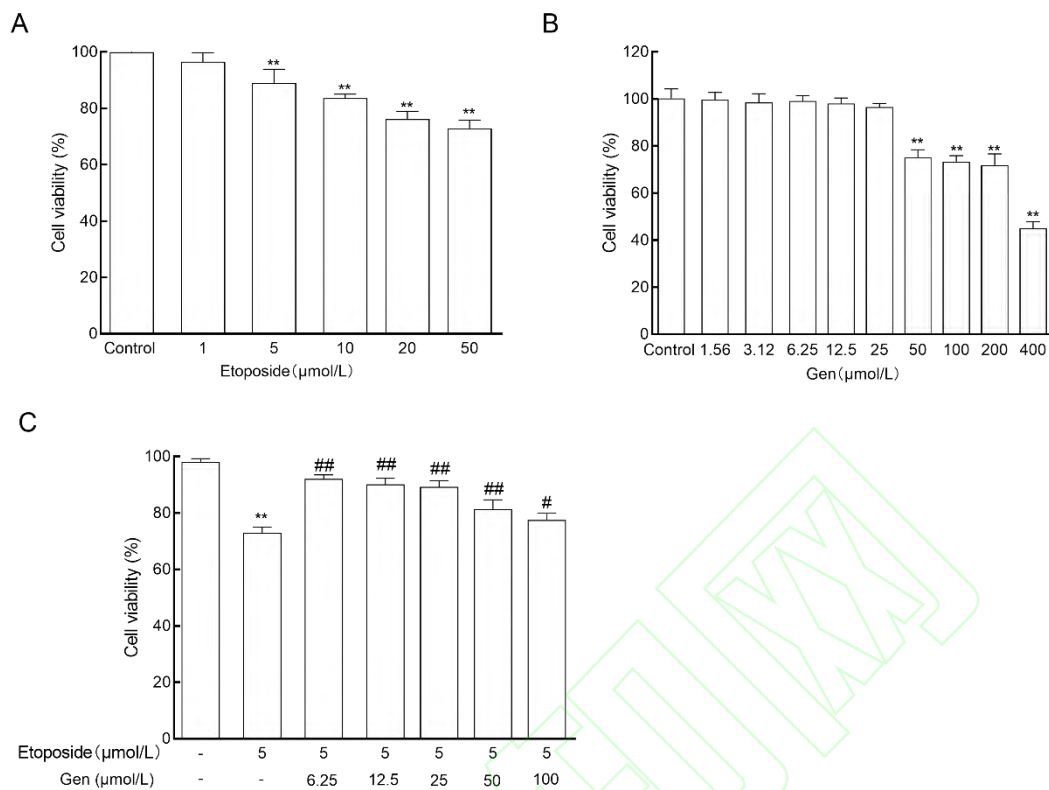 A
Cell viability (%)
100
80
60
40
20
0
**
**
**
**
Control 1 5 10 20 50
Etoposide(μmol/L)
B
Cell viability (%)
120
100
80
60
40
20
0
**
**
**
**
Control 1.56 3.12 6.25 12.5 25 50 100 200 400
Gen(μmol/L)
C
Cell viability (%)
100
80
60
40
20
0
**
##
##
##
##
#
Etoposide(μmol/L) - 5 5 5 5 5 5
Gen (μmol/L) - - 6.25 12.5 25 50 100